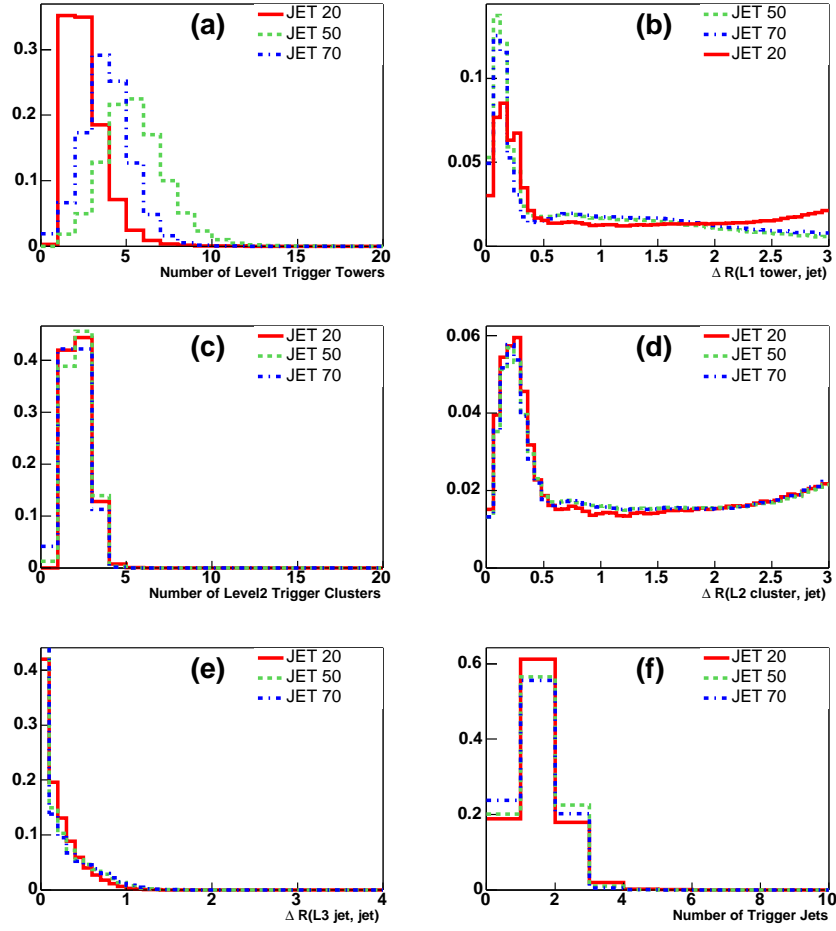 (a)
JET 20
JET 50
JET 70
0.3
0.2
0.1
0
0 5 10 15 20
Number of Level1 Trigger Towers
(b)
JET 50
JET 70
JET 20
0.1
0.05
0
0 0.5 1 1.5 2 2.5 3
Δ R(L1 tower, jet)
(c)
JET 20
JET 50
JET 70
0.4
0.3
0.2
0.1
0
0 5 10 15 20
Number of Level2 Trigger Clusters
(d)
JET 20
JET 50
JET 70
0.06
0.04
0.02
0
0 0.5 1 1.5 2 2.5 3
Δ R(L2 cluster, jet)
(e)
JET 20
JET 50
JET 70
0.4
0.3
0.2
0.1
0
0 1 2 3 4
Δ R(L3 jet, jet)
(f)
JET 20
JET 50
JET 70
0.6
0.4
0.2
0
0 2 4 6 8 10
Number of Trigger Jets